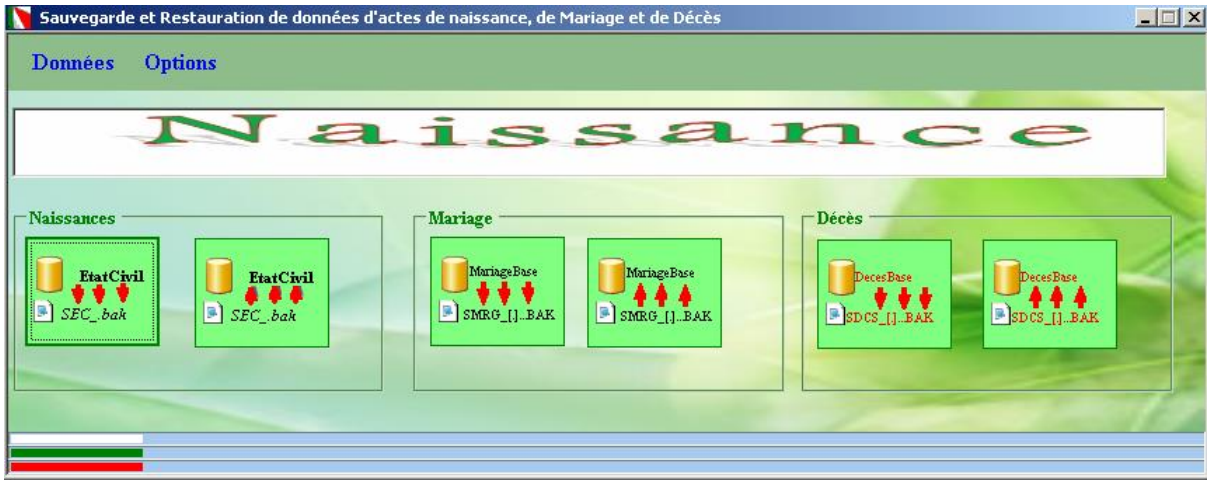 Sauvegarde et Restauration de données d'actes de naissance, de Mariage et de Décès
Données Options
Naissance
Naissances
EtatCivil
SEC_.bak
EtatCivil
SEC_.bak
Mariage
MariageBase
SMRG_[.]...BAK
MariageBase
SMRG_[.]...BAK
Décès
DecesBase
SDCS_[.]...BAK
DecesBase
SDCS_[.]...BAK